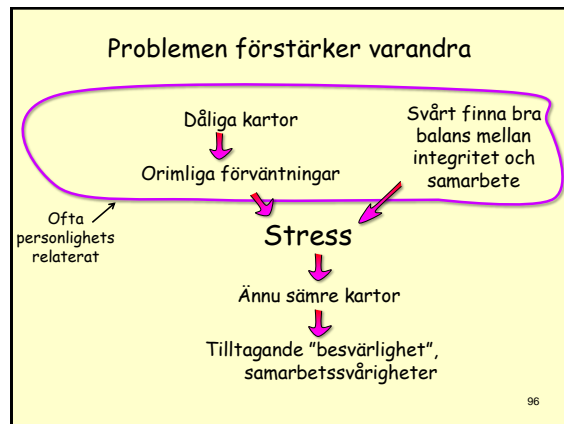 Problemen förstärker varandra
Dåliga kartor
Orimliga förväntningar
Svårt finna bra
balans mellan
integritet och
samarbete
Ofta
personlighets
relaterat
Stress
Ännu sämre kartor
Tilltagande ”besvärlighet”,
samarbetssvårigheter
96